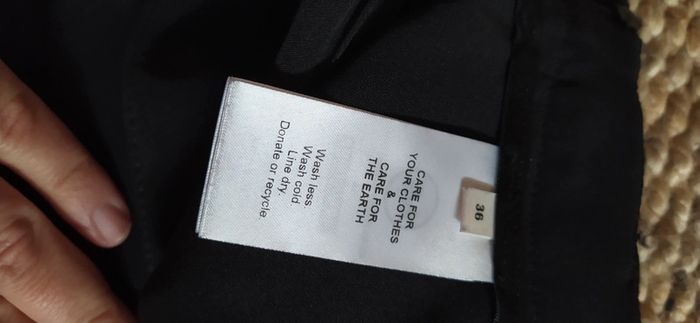 36
CARE FOR
YOUR CLOTHES
&
CARE FOR
THE EARTH
Wash less
Wash cold
Line dry.
Donate or recycle.